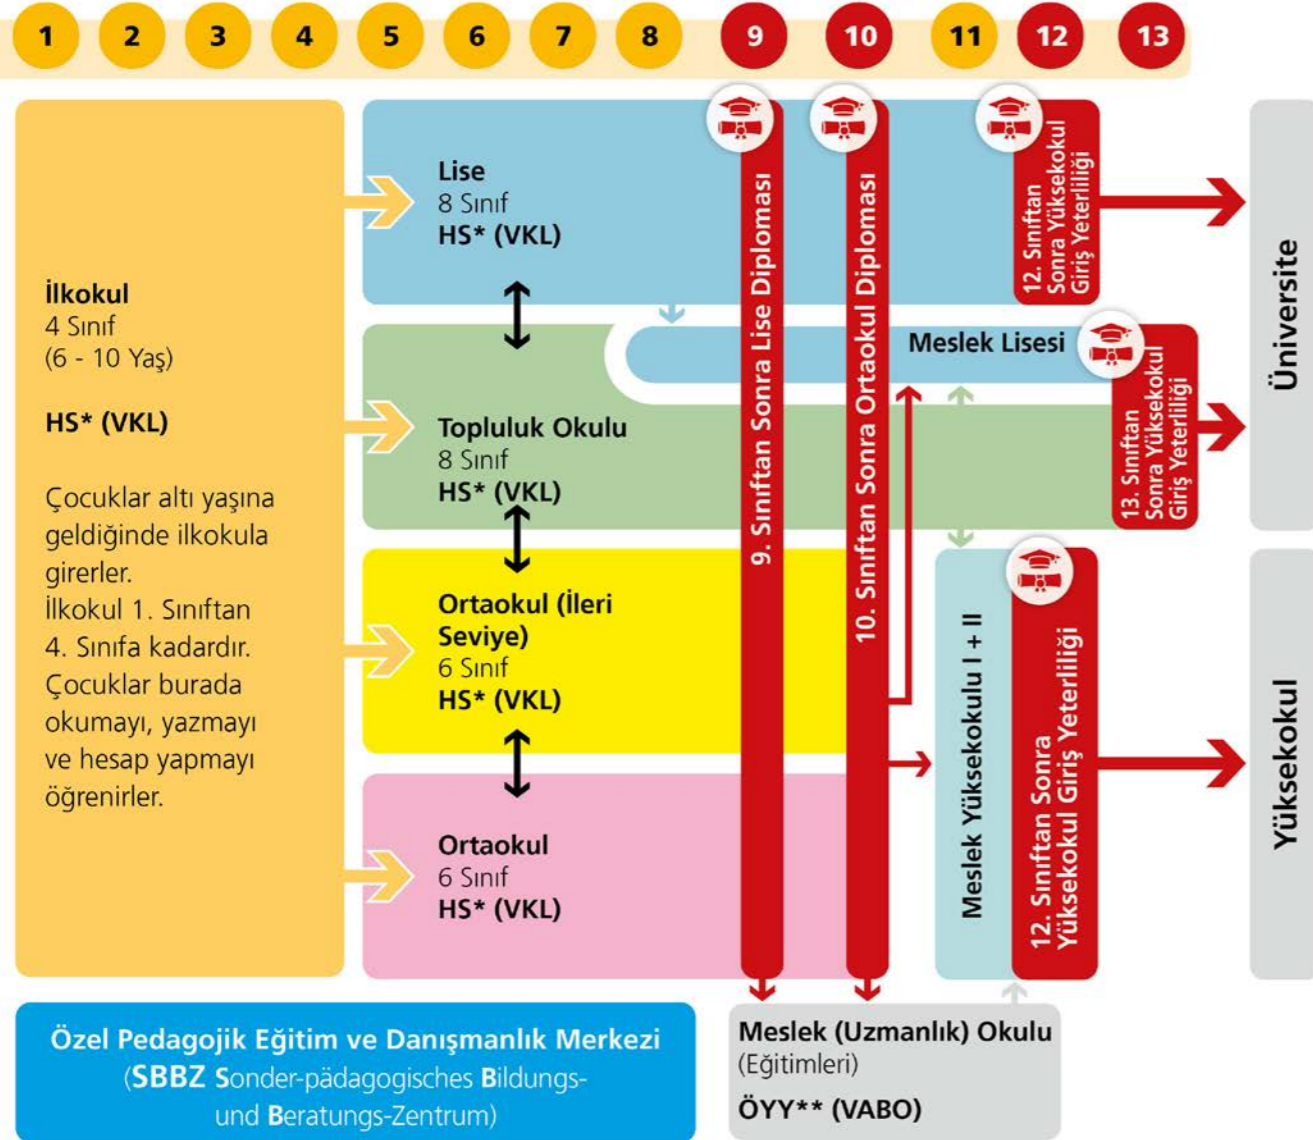 1 2 3 4 5 6 7 8 9 10 11 12 13
İlkokul
4 Sınıf
(6 - 10 Yaş)
HS* (VKL)
Çocuklar altı yaşına
geldiğinde ilkokula
girerler.
İlkokul 1. Sınıftan
4. Sınıfa kadardır.
Çocuklar burada
okumayı, yazmayı
ve hesap yapmayı
öğrenirler.
Lise
8 Sınıf
HS* (VKL)
Topluluk Okulu
8 Sınıf
HS* (VKL)
Ortaokul (İleri
Seviye)
6 Sınıf
HS* (VKL)
Ortaokul
6 Sınıf
HS* (VKL)
9. Sınıftan Sonra Lise Diploması
10. Sınıftan Sonra Ortaokul Diploması
12. Sınıftan
Sonra Yüksekokul
Giriş Yeterliliği
Meslek Lisesi
13. Sınıftan
Sonra Yüksekokul
Giriş Yeterliliği
Meslek Yüksekokulu I + II
12. Sınıftan Sonra
Yüksekokul Giriş Yeterliliği
Üniversite
Yüksekokul
Özel Pedagojik Eğitim ve Danışmanlık Merkezi
(SBBZ Sonder-pädagogisches Bildungs-
und Beratungs-Zentrum)
Meslek (Uzmanlık) Okulu
(Eğitimleri)
ÖYY** (VABO)